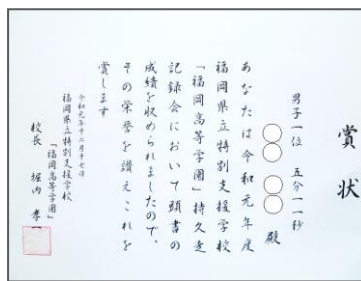 賞状
男子一位 五分一一秒
○○ ○○ 殿
あなたは令和元年度
福岡県立特別支援学校
「福岡高等学園」持久走
記録会において頭書の
成績を収められましたので、
その栄誉を讃えこれを
賞します
令和元年十二月十七日
福岡県立特別支援学校
「福岡高等学園」
校長 堀内 孝一